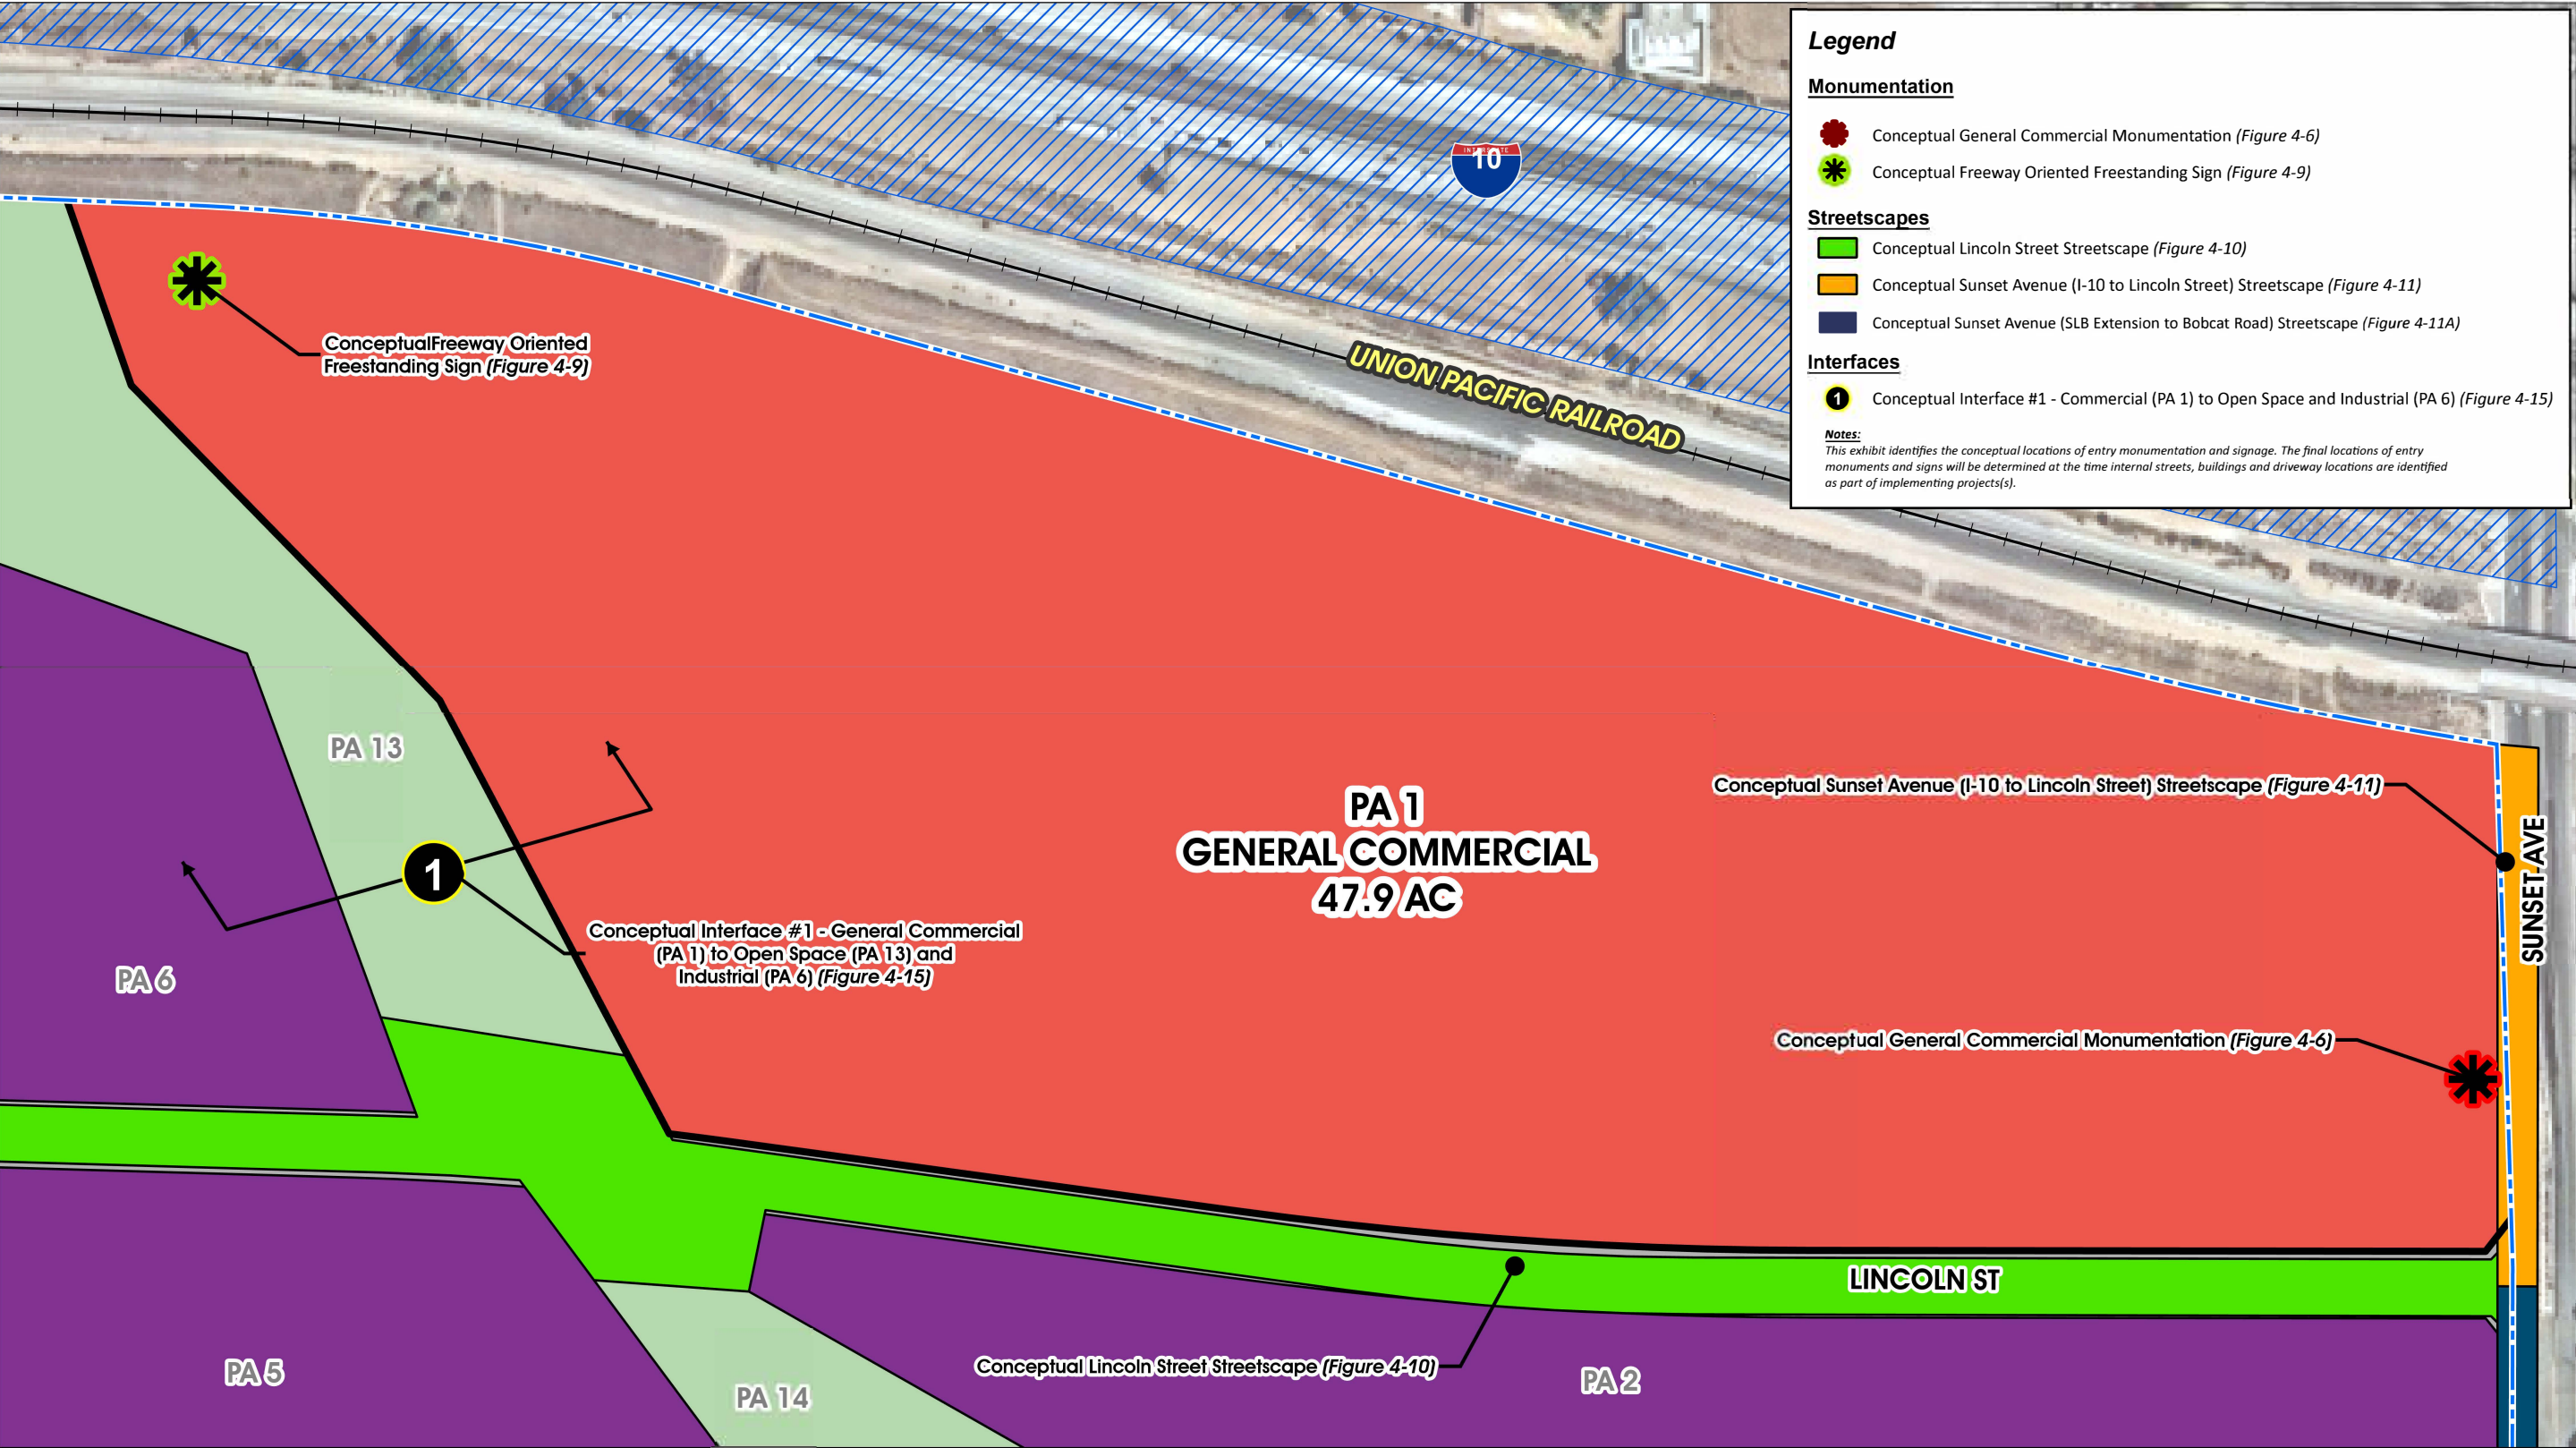 Legend
Monumentation
Conceptual General Commercial Monumentation (Figure 4-6)
Conceptual Freeway Oriented Freestanding Sign (Figure 4-9)
Streetscapes
Conceptual Lincoln Street Streetscape (Figure 4-10)
Conceptual Sunset Avenue (I-10 to Lincoln Street) Streetscape (Figure 4-11)
Conceptual Sunset Avenue (SLB Extension to Bobcat Road) Streetscape (Figure 4-11A)
Interfaces
1 Conceptual Interface #1 - Commercial (PA 1) to Open Space and Industrial (PA 6) (Figure 4-15)
Notes:
This exhibit identifies the conceptual locations of entry monumentation and signage. The final locations of entry
monuments and signs will be determined at the time internal streets, buildings and driveway locations are identified
as part of implementing projects(s).
INTERSTATE
10
UNION PACIFIC RAILROAD
ConceptualFreeway Oriented
Freestanding Sign (Figure 4-9)
PA 13
PA 1
GENERAL COMMERCIAL
47.9 AC
Conceptual Sunset Avenue (I-10 to Lincoln Street) Streetscape (Figure 4-11)
SUNSET AVE
1
Conceptual Interface #1 - General Commercial
(PA 1) to Open Space (PA 13) and
Industrial (PA 6) (Figure 4-15)
PA 6
Conceptual General Commercial Monumentation (Figure 4-6)
LINCOLN ST
Conceptual Lincoln Street Streetscape (Figure 4-10)
PA 5
PA 14
PA 2